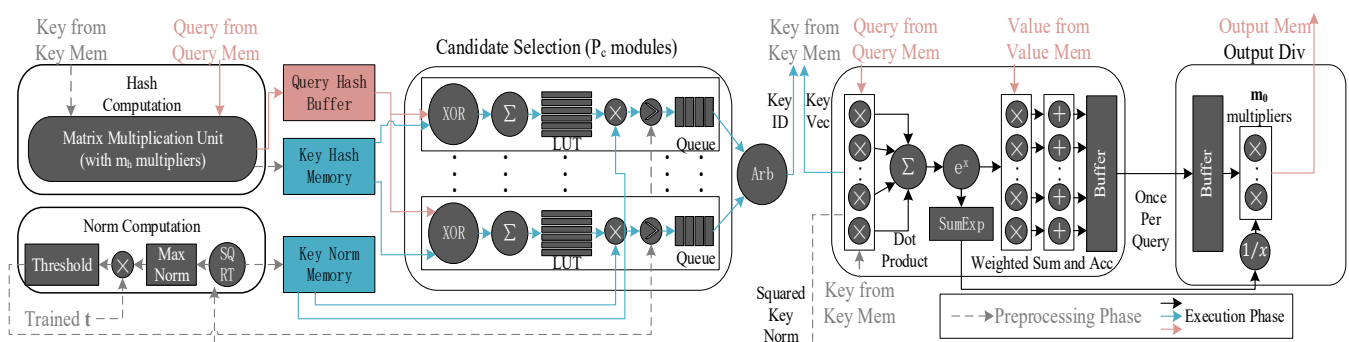 Key from
Key Mem
Query from
Query Mem
Hash
Computation
Matrix Multiplication Unit
(with mh multipliers)
Query Hash
Buffer
Key Hash
Memory
Norm Computation
Threshold
×
Max
Norm
SQ
RT
Key Norm
Memory
Trained t
Candidate Selection (Pc modules)
XOR
Σ
LUT
×
>
Queue
XOR
Σ
LUT
×
>
Queue
Arb
Key
ID
Key
Vec
Key from
Key Mem
Query from
Query Mem
×
×
×
×
Σ
Dot
Product
e^x
SumExp
Value from
Value Mem
×
×
×
×
+
+
+
+
Buffer
Weighted Sum and Acc
Key from
Key Mem
Squared
Key
Norm
Once
Per
Query
Output Mem
Output Div
Buffer
m0
multipliers
×
×
1/x
Preprocessing Phase
Execution Phase